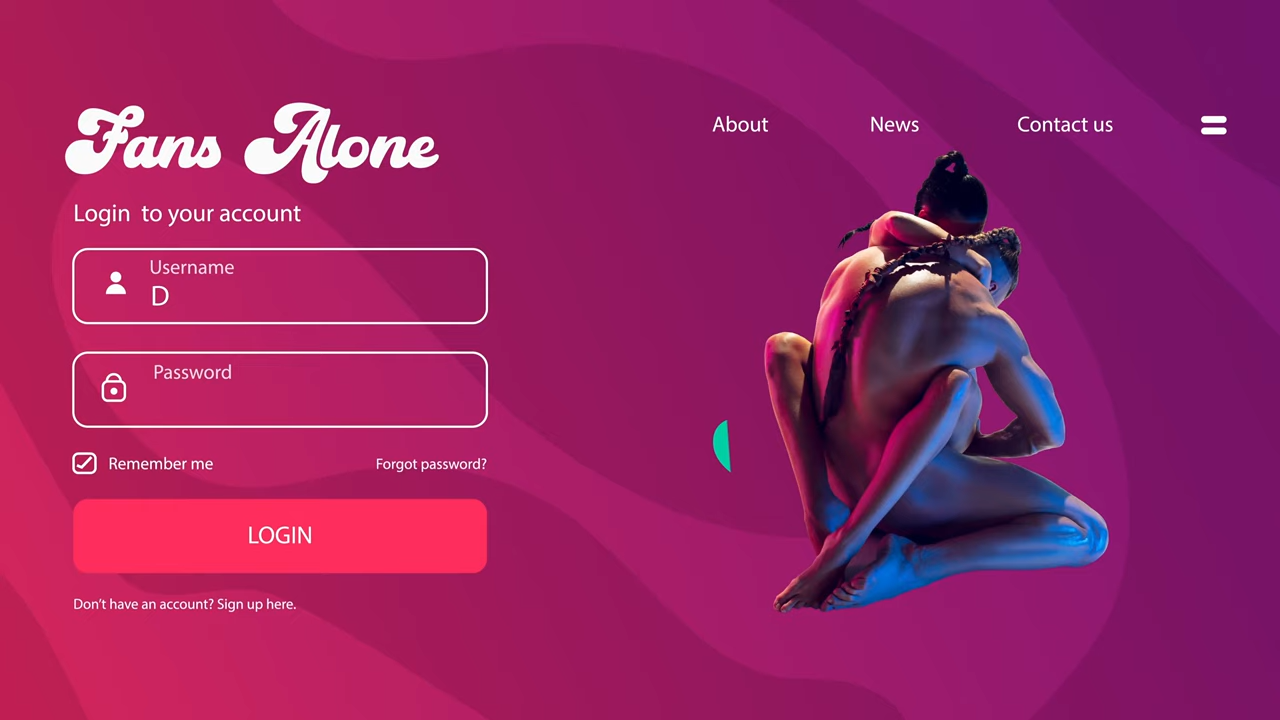 Fans Alone
About
News
Contact us
Login to your account
Username
D
Password
Remember me
Forgot password?
LOGIN
Don't have an account? Sign up here.